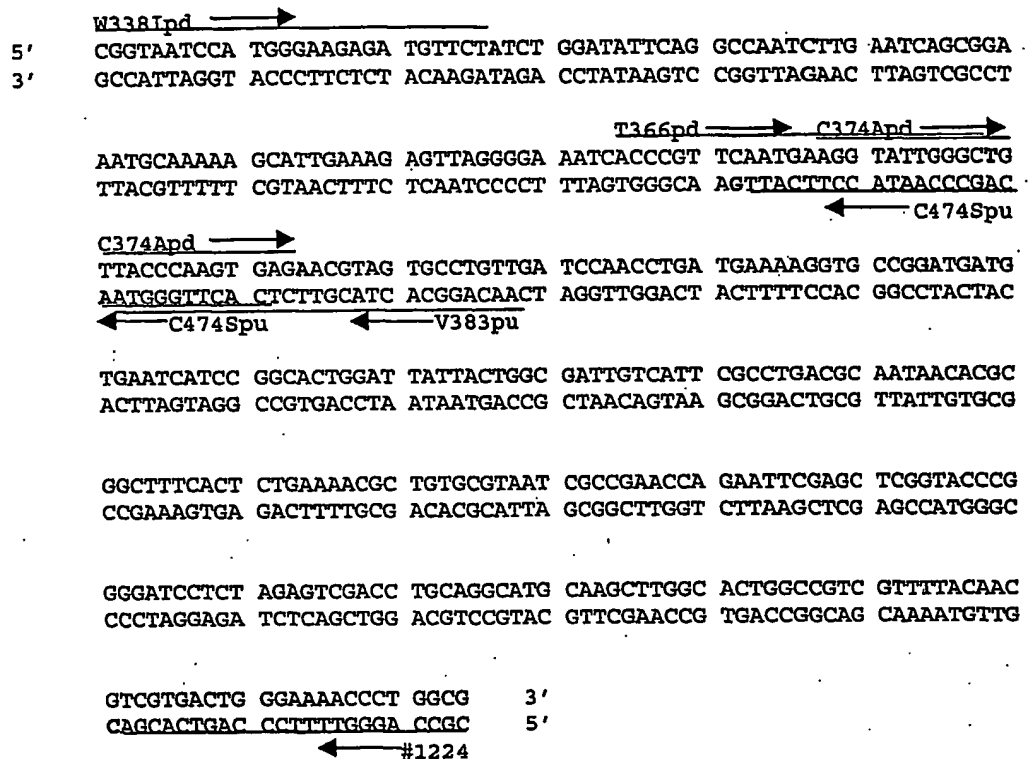 W338Ipd
5' CGGTAATCCA TGGGAAGAGA TGTTCTATCT GGATATTCAG GCCAATCTTG AATCAGCGGA
3' GCCATTAGGT ACCCTTCTCT ACAAGATAGA CCTATAAGTC CGGTTAGAAC TTAGTCGCCT
T366pd C374Apd
AATGCAAAAA GCATTGAAAG AGTTAGGGGA AATCACCCGT TCAATGAAGG TATTGGGCTG
TTACGTTTTT CGTAACTTTC TCAATCCCCT TTAGTGGGCA AGTTACTTCC ATAACCCGAC
C474Spu
C374Apd
TTACCCAAGT GAGAACGTAG TGCCTGTTGA TCCAACCTGA TGAAAAGGTG CCGGATGATG
AATGGGTTCA CTCTTGCATC ACGGACAACT AGGTTGGACT ACTTTTCCAC GGCCTACTAC
C474Spu V383pu
TGAATCATCC GGCACTGGAT TATTACTGGC GATTGTCATT CGCCTGACGC AATAACACGC
ACTTAGTAGG CCGTGACCTA ATAATGACCG CTAACAGTAA GCGGACTGCG TTATTGTGCG
GGCTTTCACT CTGAAAACGC TGTGCGTAAT CGCCGAACCA GAATTCGAGC TCGGTACCCG
CCGAAAGTGA GACTTTTGCG ACACGCATTA GCGGCTTGGT CTTAAGCTCG AGCCATGGGC
GGGATCCTCT AGAGTCGACC TGCAGGCATG CAAGCTTGGC ACTGGCCGTC GTTTTACAAC
CCCTAGGAGA TCTCAGCTGG ACGTCCGTAC GTTCGAACCG TGACCGGCAG CAAAATGTTG
GTCGTGACTG GGAAAACCCT GGCG 3'
CAGCACTGAC CCTTTTGGGA CCGC 5'
#1224